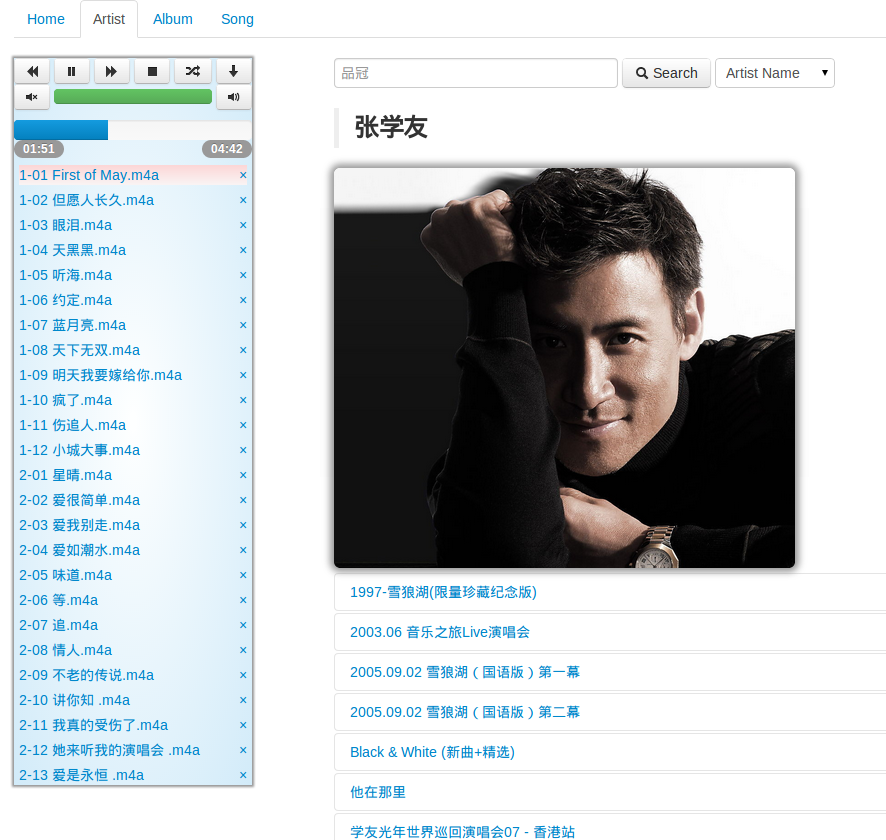 Home Artist Album Song
01:51 04:42
1-01 First of May.m4a ×
1-02 但愿人长久.m4a ×
1-03 眼泪.m4a ×
1-04 天黑黑.m4a ×
1-05 听海.m4a ×
1-06 约定.m4a ×
1-07 蓝月亮.m4a ×
1-08 天下无双.m4a ×
1-09 明天我要嫁给你.m4a ×
1-10 疯了.m4a ×
1-11 伤追人.m4a ×
1-12 小城大事.m4a ×
2-01 星晴.m4a ×
2-02 爱很简单.m4a ×
2-03 爱我别走.m4a ×
2-04 爱如潮水.m4a ×
2-05 味道.m4a ×
2-06 等.m4a ×
2-07 追.m4a ×
2-08 情人.m4a ×
2-09 不老的传说.m4a ×
2-10 讲你知 .m4a ×
2-11 我真的受伤了.m4a ×
2-12 她来听我的演唱会 .m4a ×
2-13 爱是永恒 .m4a ×
品冠 Search Artist Name
张学友
1997-雪狼湖(限量珍藏纪念版)
2003.06 音乐之旅Live演唱会
2005.09.02 雪狼湖（国语版）第一幕
2005.09.02 雪狼湖（国语版）第二幕
Black & White (新曲+精选)
他在那里
学友光年世界巡回演唱会07 - 香港站